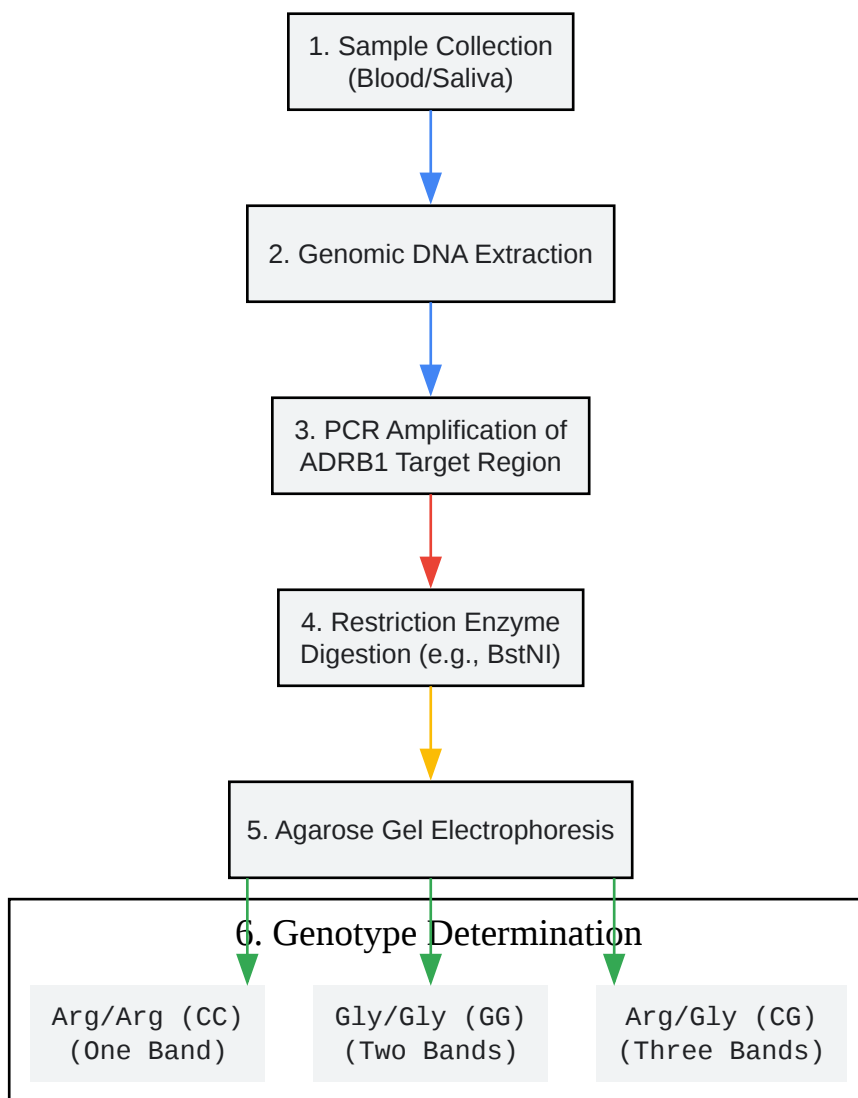 1. Sample Collection
(Blood/Saliva)
2. Genomic DNA Extraction
3. PCR Amplification of
ADRB1 Target Region
4. Restriction Enzyme
Digestion (e.g., BstNI)
5. Agarose Gel Electrophoresis
6. Genotype Determination
Arg/Arg (CC)
(One Band)
Gly/Gly (GG)
(Two Bands)
Arg/Gly (CG)
(Three Bands)